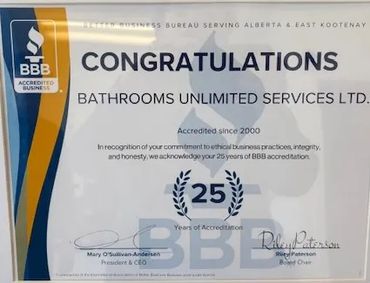 BETTER BUSINESS BUREAU SERVING ALBERTA & EAST KOOTENAY
BBB
ACCREDITED
BUSINESS
CONGRATULATIONS
BATHROOMS UNLIMITED SERVICES LTD.
Accredited since 2000
In recognition of your commitment to ethical business practices, integrity,
and honesty, we acknowledge your 25 years of BBB accreditation.
25
Years of Accreditation
BBB
Riley Paterson
Mary O'Sullivan-Andersen
Riley Paterson
President & CEO
Board Chair